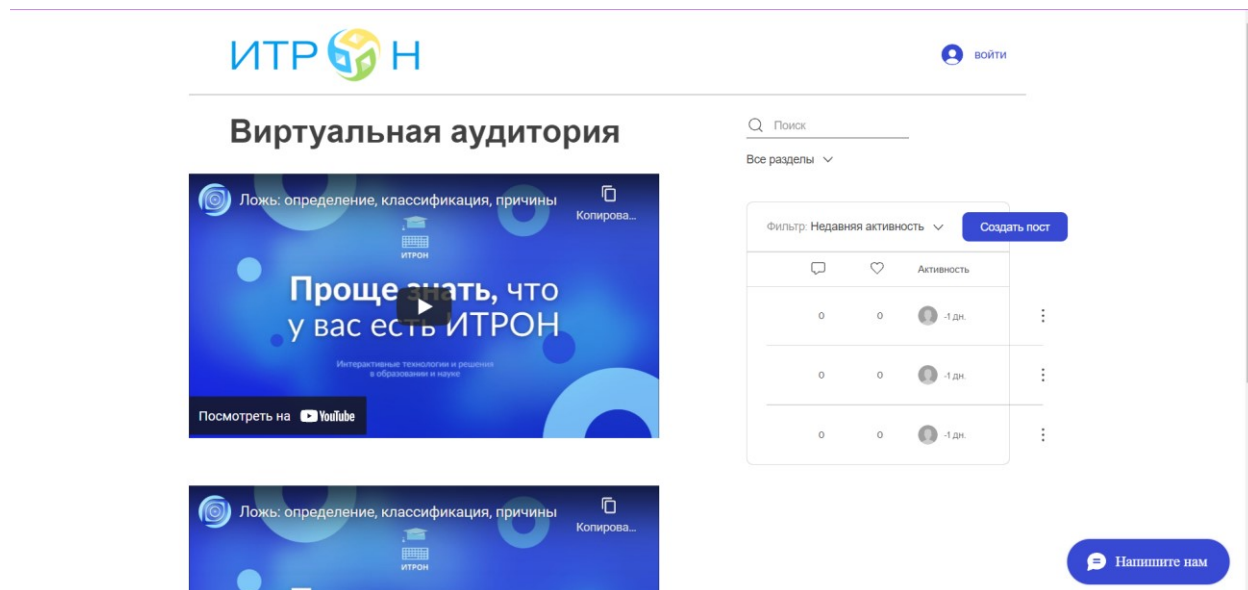 ИТРОН
войти
Виртуальная аудитория
Поиск
Все разделы
Ложь: определение, классификация, причины
Копирова...
ИТРОН
Проще знать, что
у вас есть ИТРОН
Интерактивные технологии и решения
в образовании и науке
Посмотреть на YouTube
Фильтр: Недавняя активность
Создать пост
Активность
0 0 -1 дн.
0 0 -1 дн.
0 0 -1 дн.
Ложь: определение, классификация, причины
Копирова...
ИТРОН
Напишите нам